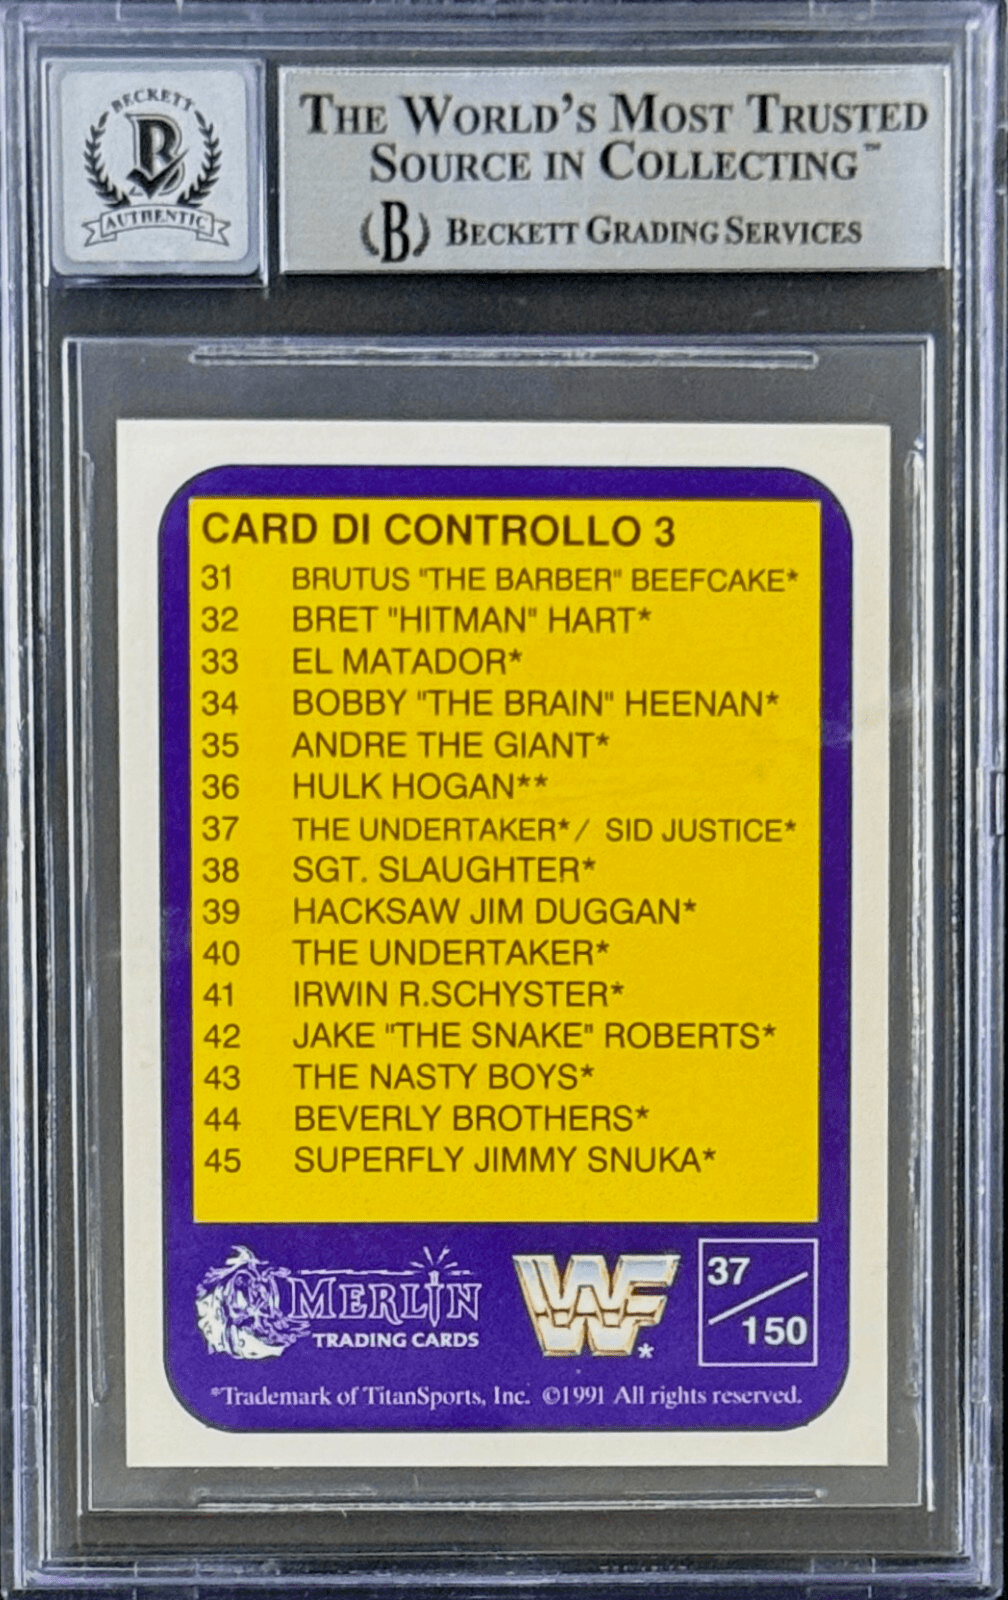 BECKETT
B
AUTHENTIC
THE WORLD'S MOST TRUSTED
SOURCE IN COLLECTING™
(B) BECKETT GRADING SERVICES
CARD DI CONTROLLO 3
31 BRUTUS "THE BARBER" BEEFCAKE*
32 BRET "HITMAN" HART*
33 EL MATADOR*
34 BOBBY "THE BRAIN" HEENAN*
35 ANDRE THE GIANT*
36 HULK HOGAN**
37 THE UNDERTAKER*/ SID JUSTICE*
38 SGT. SLAUGHTER*
39 HACKSAW JIM DUGGAN*
40 THE UNDERTAKER*
41 IRWIN R.SCHYSTER*
42 JAKE "THE SNAKE" ROBERTS*
43 THE NASTY BOYS*
44 BEVERLY BROTHERS*
45 SUPERFLY JIMMY SNUKA*
MERLIN
TRADING CARDS
WF*
37/150
*Trademark of TitanSports, Inc. ©1991 All rights reserved.